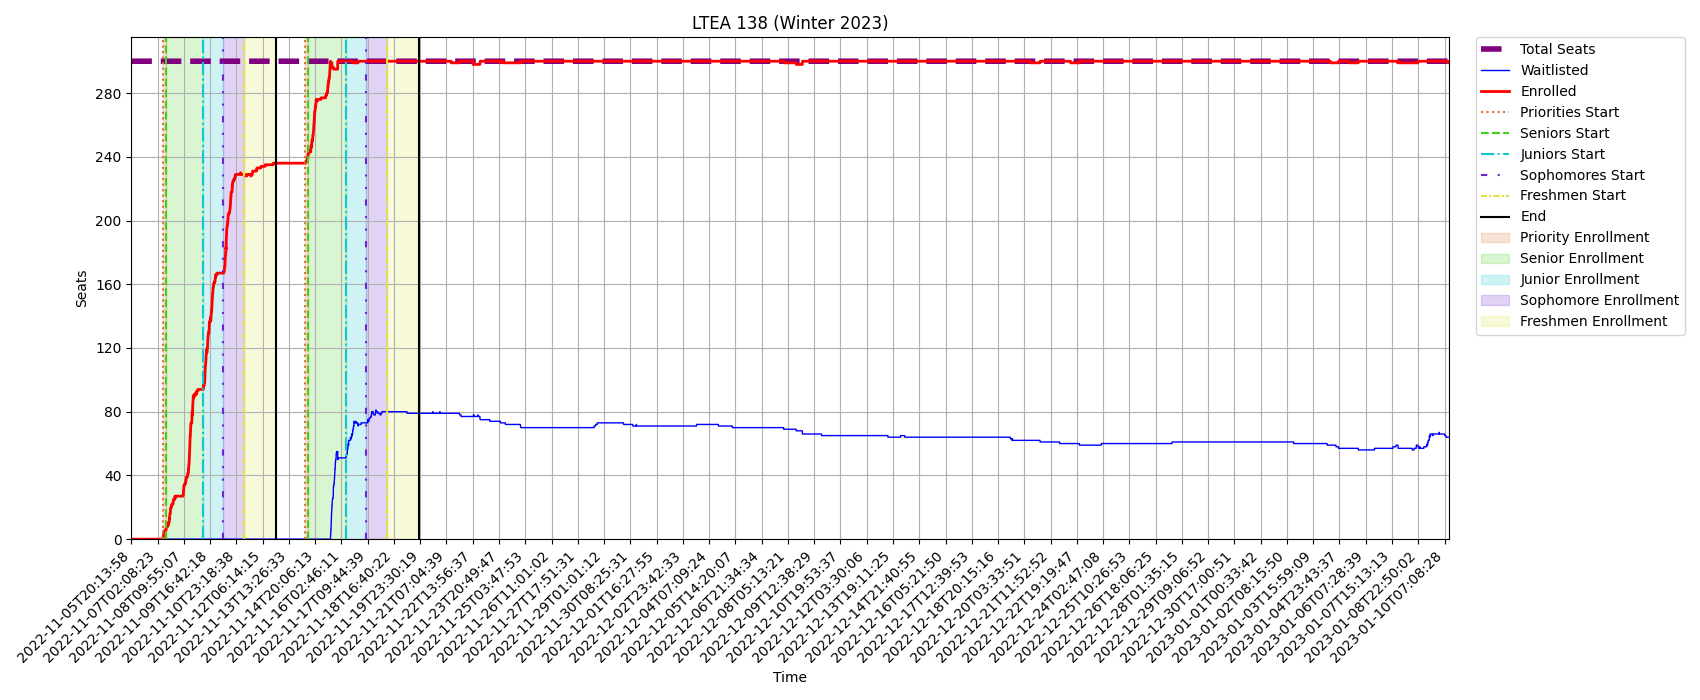 LTEA 138 (Winter 2023)
Seats
280
240
200
160
120
80
40
0
2022-11-05T20:13:58
2022-11-07T02:08:23
2022-11-08T09:55:07
2022-11-09T16:42:18
2022-11-10T23:18:38
2022-11-12T06:14:15
2022-11-13T13:26:33
2022-11-14T20:06:13
2022-11-16T02:46:11
2022-11-17T09:44:39
2022-11-18T16:40:22
2022-11-19T23:30:19
2022-11-21T07:04:39
2022-11-22T13:56:37
2022-11-23T20:49:47
2022-11-25T03:47:53
2022-11-26T11:01:02
2022-11-27T17:51:31
2022-11-29T01:01:12
2022-11-30T08:25:31
2022-12-01T16:27:55
2022-12-02T23:42:33
2022-12-04T07:09:24
2022-12-05T14:20:07
2022-12-06T21:34:34
2022-12-08T05:13:21
2022-12-09T12:38:29
2022-12-10T19:53:37
2022-12-12T03:30:06
2022-12-13T19:11:25
2022-12-14T21:40:55
2022-12-16T05:21:50
2022-12-17T12:39:53
2022-12-18T20:15:16
2022-12-20T03:33:51
2022-12-21T11:52:52
2022-12-22T19:19:47
2022-12-24T02:47:08
2022-12-25T10:26:53
2022-12-26T18:06:25
2022-12-28T01:35:15
2022-12-29T09:06:52
2022-12-30T17:00:51
2023-01-01T00:33:42
2023-01-02T08:15:50
2023-01-03T15:59:09
2023-01-04T23:43:37
2023-01-06T07:28:39
2023-01-07T15:13:13
2023-01-08T22:50:02
2023-01-10T07:08:28
Time
Total Seats
Waitlisted
Enrolled
Priorities Start
Seniors Start
Juniors Start
Sophomores Start
Freshmen Start
End
Priority Enrollment
Senior Enrollment
Junior Enrollment
Sophomore Enrollment
Freshmen Enrollment